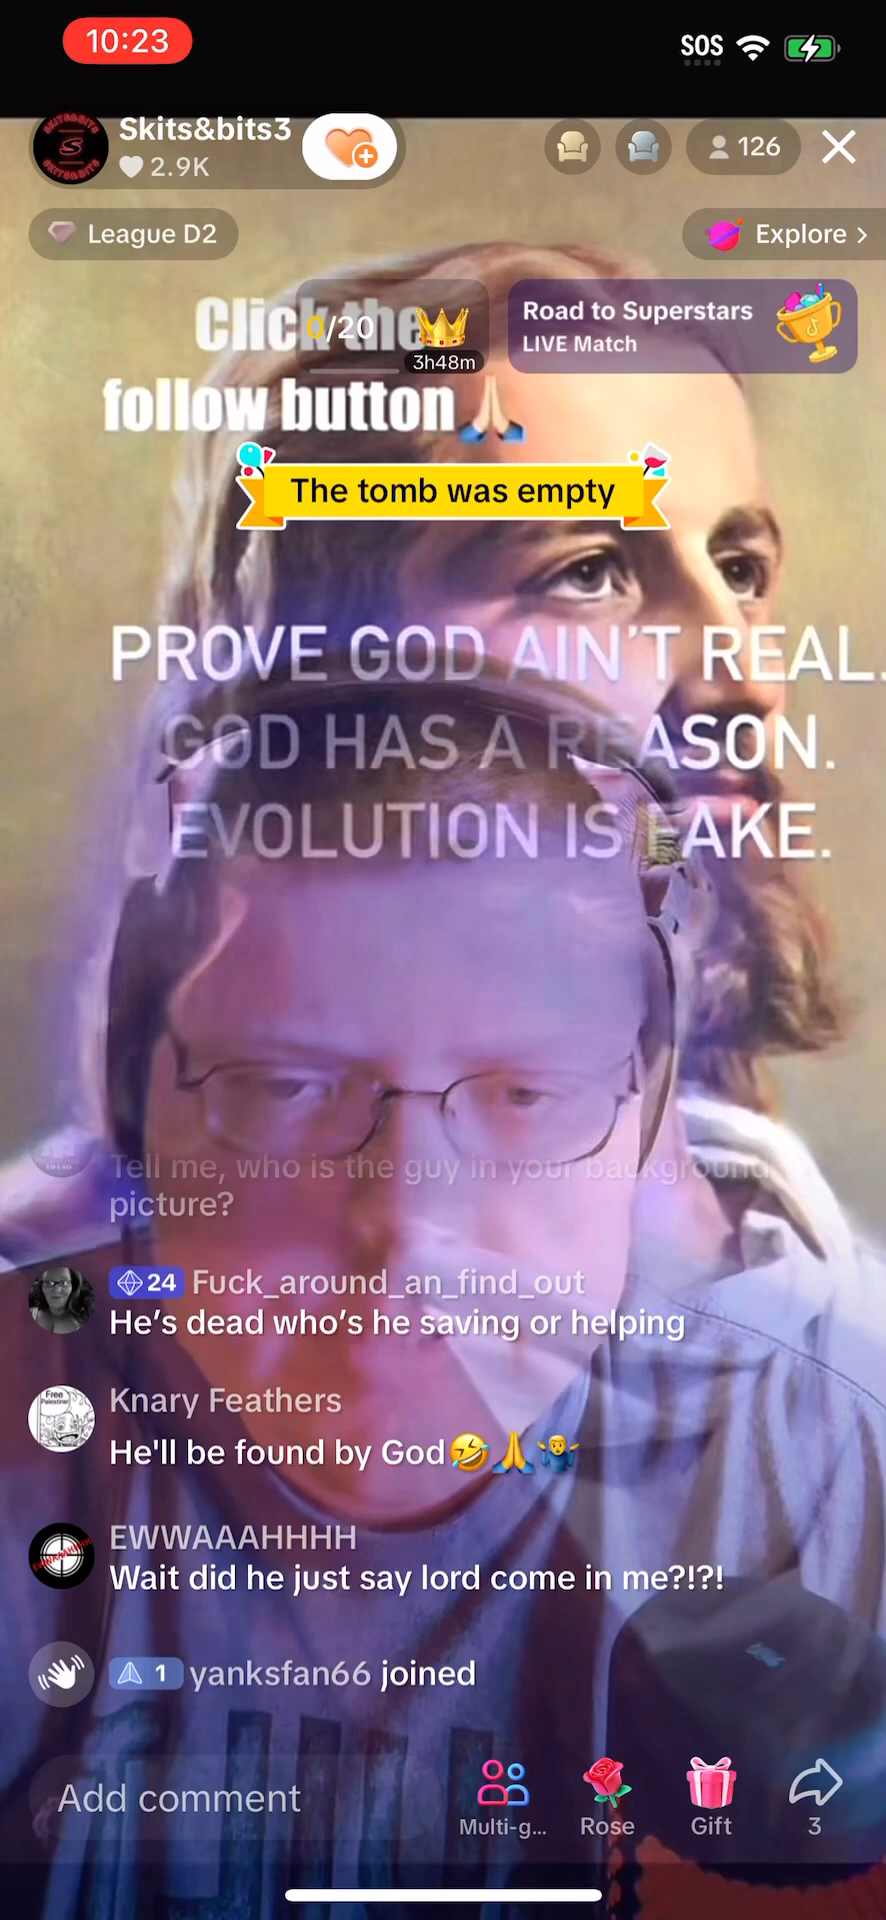 10:23
SOS
Skits&bits3
2.9K
126
League D2
Explore >
Click the
0/20
3h48m
Road to Superstars
LIVE Match
follow button🙏
The tomb was empty
PROVE GOD AIN'T REAL.
GOD HAS A REASON.
EVOLUTION IS FAKE.
Tell me, who is the guy in your background
picture?
24 Fuck_around_an_find_out
He's dead who's he saving or helping
Free
Palestine
Knary Feathers
He'll be found by God🤣🙏🤷‍♂️
EWWAAAHHHH
Wait did he just say lord come in me?!?!
1 yanksfan66 joined
Add comment
Multi-g...
Rose
Gift
3